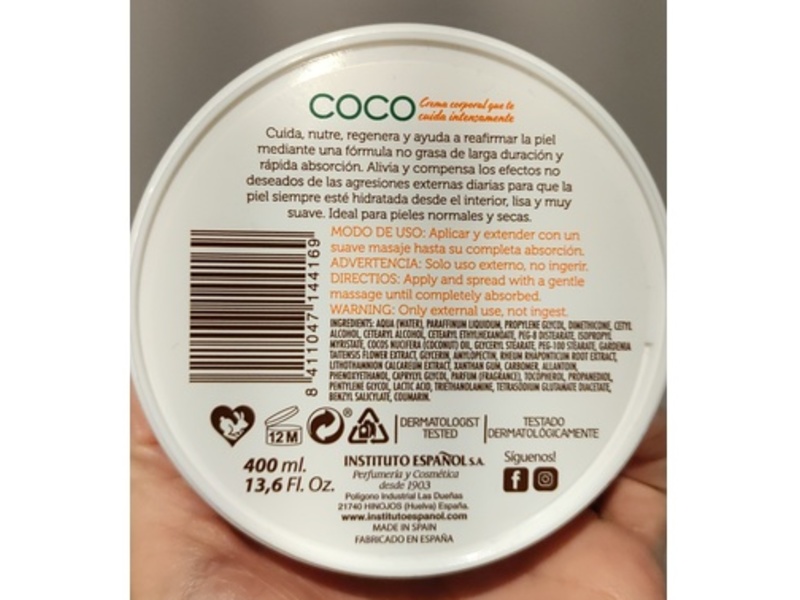 COCO Crema corporal que te
cuida intensamente
Cuida, nutre, regenera y ayuda a reafirmar la piel
mediante una fórmula no grasa de larga duración y
rápida absorción. Alivia y compensa los efectos no
deseados de las agresiones externas diarias para que la
piel siempre esté hidratada desde el interior, lisa y muy
suave. Ideal para pieles normales y secas.
MODO DE USO: Aplicar y extender con un
suave masaje hasta su completa absorción.
ADVERTENCIA: Solo uso externo, no ingerir.
DIRECTIOS: Apply and spread with a gentle
massage until completely absorbed.
WARNING: Only external use, not ingest.
INGREDIENTS: AQUA (WATER), PARAFFINUM LIQUIDUM, PROPYLENE GLYCOL, DIMETHICONE, CETYL
ALCOHOL, CETEARYL ALCOHOL, CETEARYL ETHYLHEXANOATE, PEG-8 DISTEARATE, ISOPROPYL
MYRISTATE, COCOS NUCIFERA (COCONUT) OIL, GLYCERYL STEARATE, PEG-100 STEARATE, GARDENIA
TAITENSIS FLOWER EXTRACT, GLYCERIN, AMYLOPECTIN, RHEUM RHAPONTICUM ROOT EXTRACT,
LITHOTHAMNION CALCAREUM EXTRACT, XANTHAN GUM, CARBOMER, ALLANTOIN,
PHENOXYETHANOL, CAPRYLYL GLYCOL, PARFUM (FRAGRANCE), TOCOPHEROL, PROPANEDIOL,
PENTYLENE GLYCOL, LACTIC ACID, TRIETHANOLAMINE, TETRASODIUM GLUTAMATE DIACETATE,
BENZYL SALICYLATE, COUMARIN.
8 411047 144169
12 M
®
DERMATOLOGIST
TESTED
TESTADO
DERMATOLÓGICAMENTE
400 ml.
13,6 Fl. Oz.
INSTITUTO ESPAÑOL S.A.
Perfumería y Cosmética
desde 1903
Polígono Industrial Las Dueñas
21740 HINOJOS (Huelva) España.
www.institutoespanol.com
MADE IN SPAIN
FABRICADO EN ESPAÑA
Síguenos!